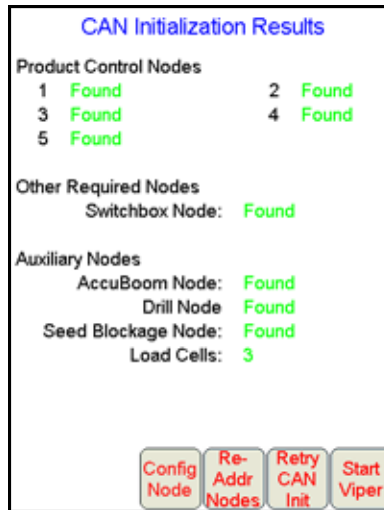 CAN Initialization Results
Product Control Nodes
1 Found 2 Found
3 Found 4 Found
5 Found
Other Required Nodes
Switchbox Node: Found
Auxiliary Nodes
AccuBoom Node: Found
Drill Node Found
Seed Blockage Node: Found
Load Cells: 3
Config Node
Re-Addr Nodes
Retry CAN Init
Start Viper